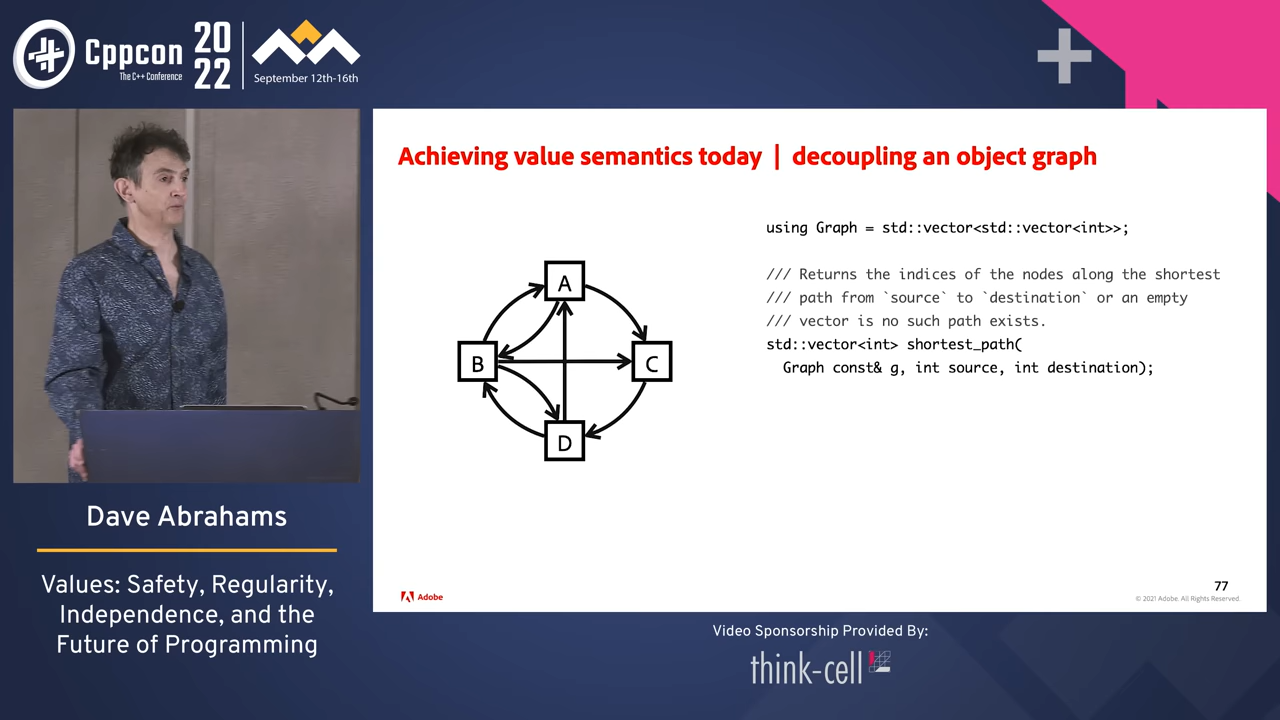 Cppcon
The C++ Conference
20
22
September 12th-16th
Achieving value semantics today | decoupling an object graph
A
B
C
D
using Graph = std::vector<std::vector<int>>;
/// Returns the indices of the nodes along the shortest
/// path from `source` to `destination` or an empty
/// vector is no such path exists.
std::vector<int> shortest_path(
Graph const& g, int source, int destination);
Adobe
77
© 2021 Adobe. All Rights Reserved.
Dave Abrahams
Values: Safety, Regularity,
Independence, and the
Future of Programming
Video Sponsorship Provided By:
think-cell